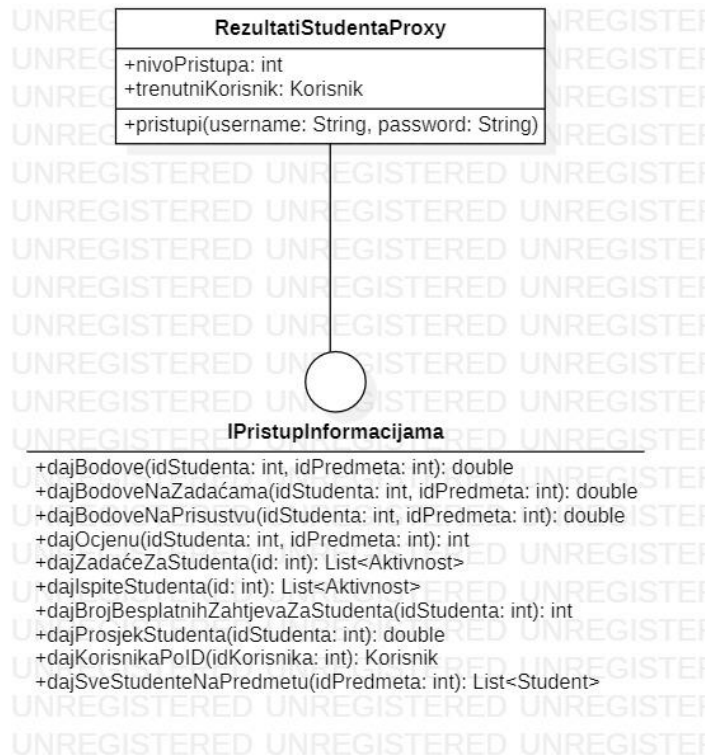 RezultatiStudentaProxy
+nivoPristupa: int
+trenutniKorisnik: Korisnik
+pristupi(username: String, password: String)
IPristupInformacijama
+dajBodove(idStudenta: int, idPredmeta: int): double
+dajBodoveNaZadaćama(idStudenta: int, idPredmeta: int): double
+dajBodoveNaPrisustvu(idStudenta: int, idPredmeta: int): double
+dajOcjenu(idStudenta: int, idPredmeta: int): int
+dajZadaćeZaStudenta(id: int): List<Aktivnost>
+dajIspiteStudenta(id: int): List<Aktivnost>
+dajBrojBesplatnihZahtjevaZaStudenta(idStudenta: int): int
+dajProsjekStudenta(idStudenta: int): double
+dajKorisnikaPoID(idKorisnika: int): Korisnik
+dajSveStudenteNaPredmetu(idPredmeta: int): List<Student>
UNREGISTERED UNREGISTERED